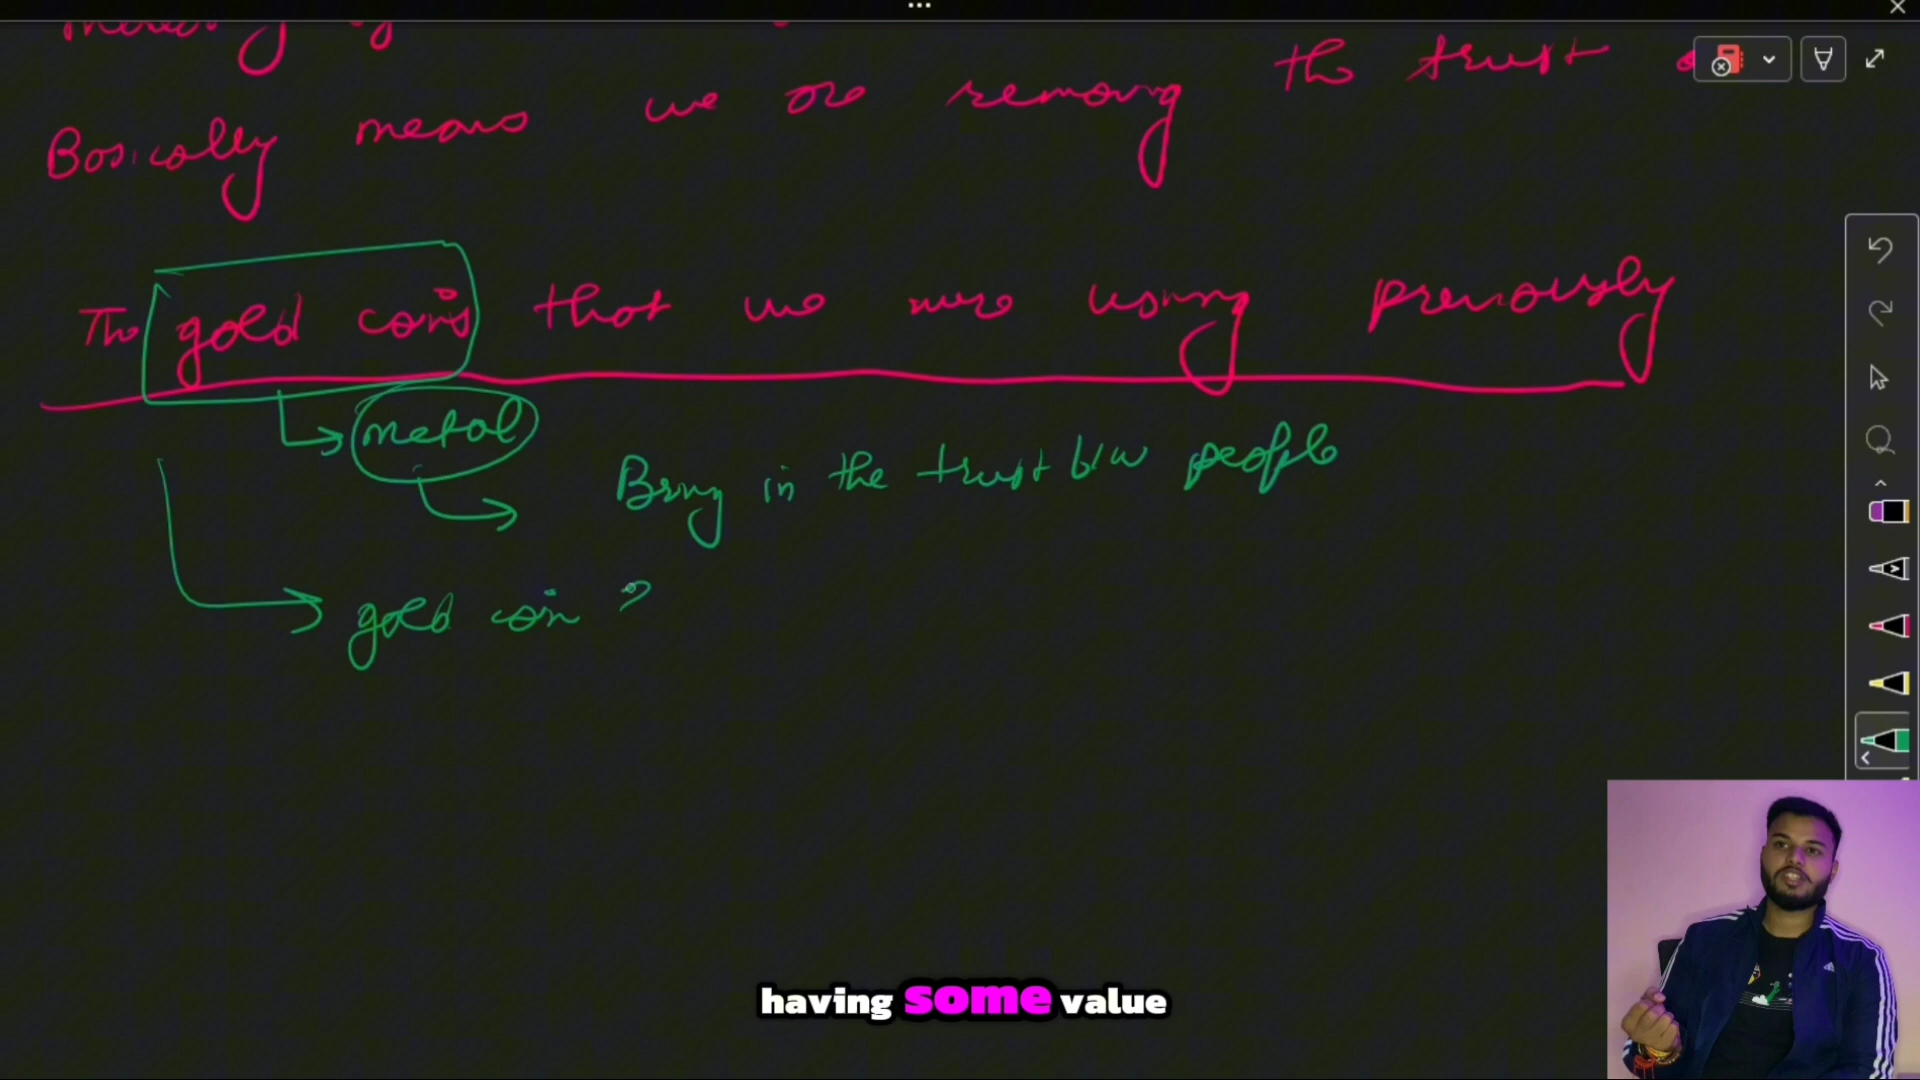 Basically means we are removing the trust
The gold coins that we were using previously
metal
Bring in the trust b/w people
gold coin ?
having some value